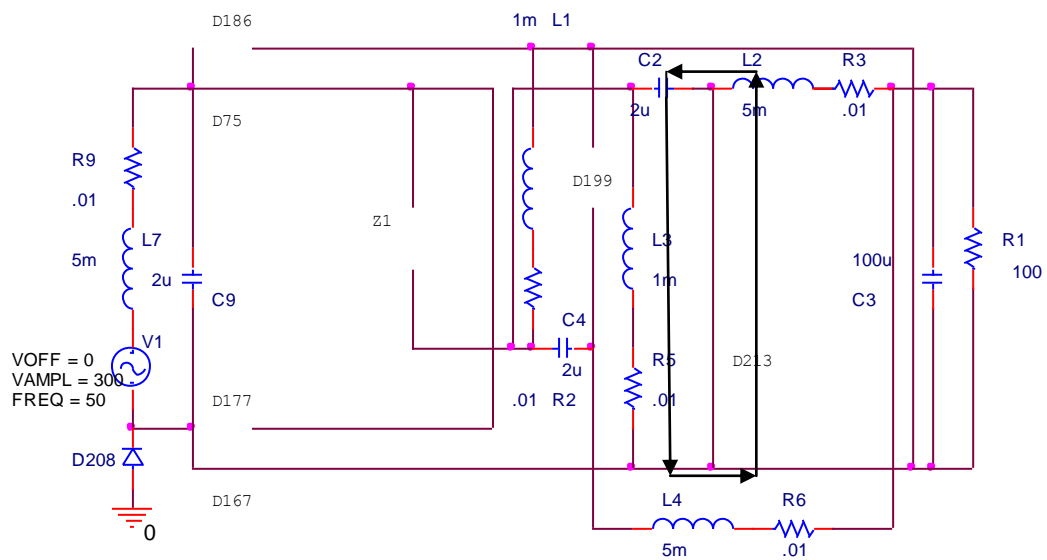 D186
1m L1
C2
L2
R3
2u
5m
.01
D75
R9
.01
D199
Z1
L7
5m
2u
C9
L3
1m
100u
C3
R1
100
V1
VOFF = 0
VAMPL = 300
FREQ = 50
C4
2u
R5
.01
D213
.01 R2
D177
D208
D167
0
L4
5m
R6
.01